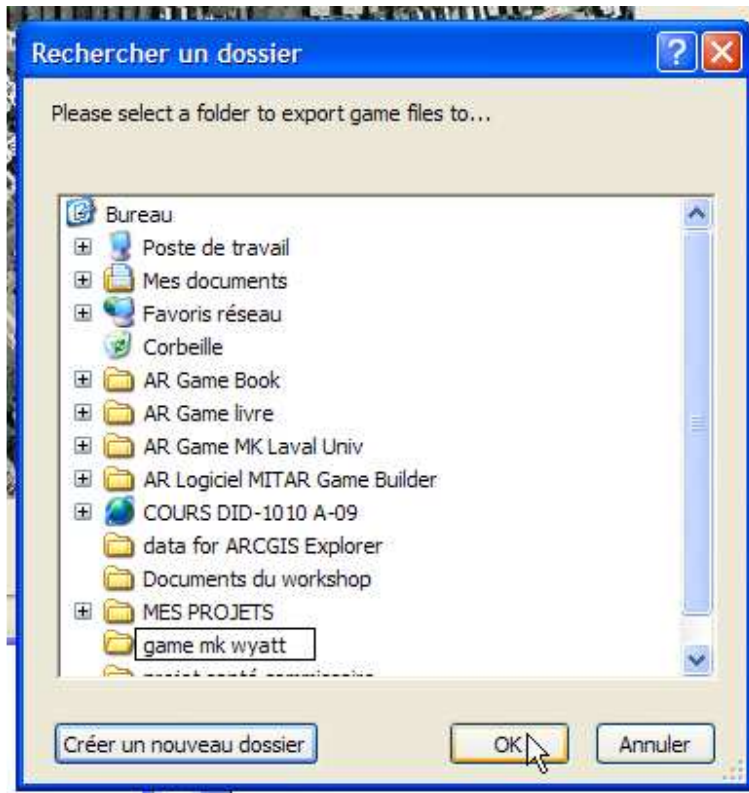 Rechercher un dossier
Please select a folder to export game files to...
Bureau
Poste de travail
Mes documents
Favoris réseau
Corbeille
AR Game Book
AR Game livre
AR Game MK Laval Univ
AR Logiciel MITAR Game Builder
COURS DID-1010 A-09
data for ARCGIS Explorer
Documents du workshop
MES PROJETS
game mk wyatt
Créer un nouveau dossier
OK
Annuler